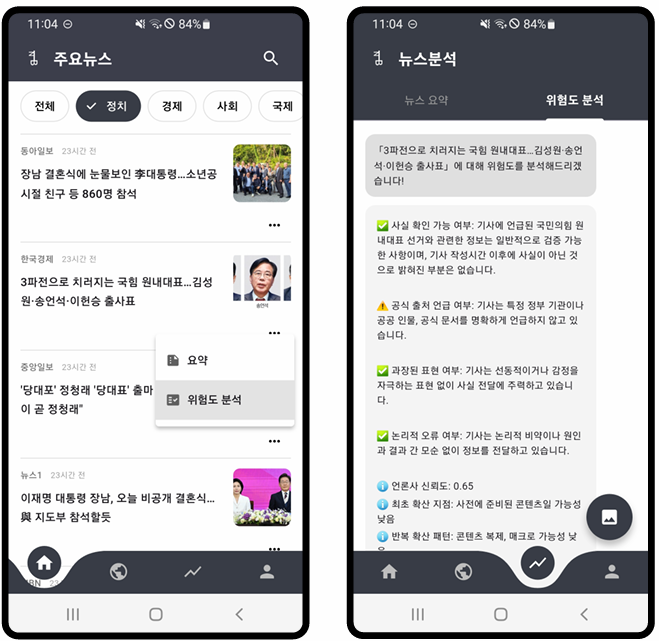 11:04 84%
주요뉴스
전체 정치 경제 사회 국제
동아일보 23시간 전
장남 결혼식에 눈물보인 李대통령…소년공
시절 친구 등 860명 참석
한국경제 23시간 전
3파전으로 치러지는 국힘 원내대표…김성
원·송언석·이헌승 출사표
송언석
요약
위험도 분석
중앙일보 23시간 전
'당대포' 정청래 '당대표' 출마
이 곧 정청래"
뉴스1 23시간 전
이재명 대통령 장남, 오늘 비공개 결혼식…
與 지도부 참석할듯
11:04 84%
뉴스분석
뉴스 요약 위험도 분석
「3파전으로 치러지는 국힘 원내대표…김성원·송언
석·이헌승 출사표」에 대해 위험도를 분석해드리겠
습니다!
사실 확인 가능 여부: 기사에 언급된 국민의힘 원
내대표 선거와 관련한 정보는 일반적으로 검증 가능
한 사항이며, 기사 작성시간 이후에 사실이 아닌 것
으로 밝혀진 부분은 없습니다.
공식 출처 언급 여부: 기사는 특정 정부 기관이나
공공 인물, 공식 문서를 명확하게 언급하지 않고 있
습니다.
과장된 표현 여부: 기사는 선동적이거나 감정을
자극하는 표현 없이 사실 전달에 주력하고 있습니
다.
논리적 오류 여부: 기사는 논리적 비약이나 원인
과 결과 간 모순 없이 정보를 전달하고 있습니다.
언론사 신뢰도: 0.65
최초 확산 지점: 사전에 준비된 콘텐츠일 가능성
낮음
반복 확산 패턴: 콘텐츠 복제, 매크로 가능성 낮